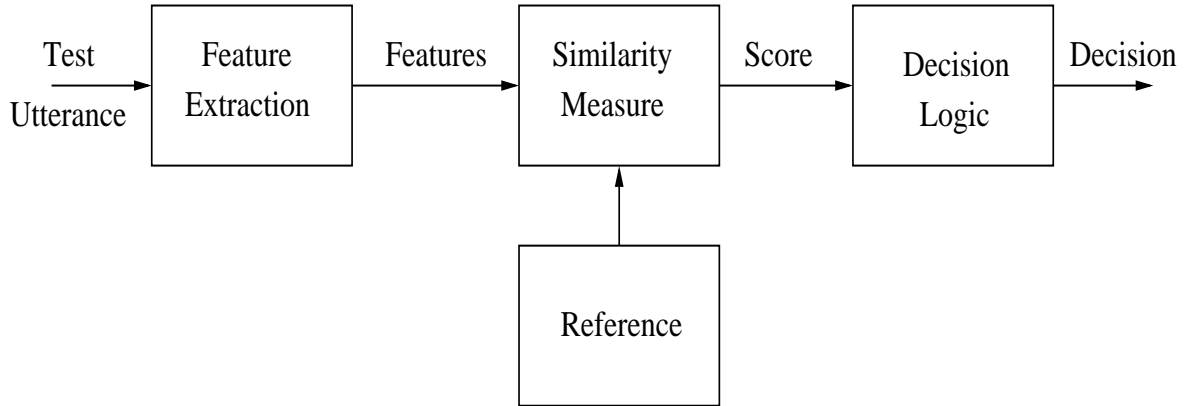 Test
Utterance
Feature
Extraction
Features
Similarity
Measure
Score
Decision
Logic
Decision
Reference